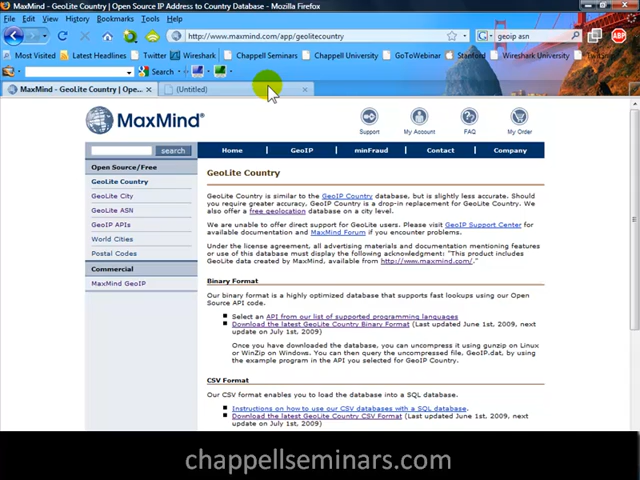 MaxMind - GeoLite Country | Open Source IP Address to Country Database - Mozilla Firefox
File Edit View History Bookmarks Tools Help
http://www.maxmind.com/app/geolitecountry
geoip asn
ABP
Most Visited Latest Headlines Twitter Wireshark Chappell Seminars Chappell University GoToWebinar Stanford Wireshark University
Search
MaxMind - GeoLite Country | Ope...
(Untitled)
MaxMind
Support My Account FAQ My Order
search
Home GeoIP minFraud Contact Company
Open Source/Free
GeoLite Country
GeoLite City
GeoLite ASN
GeoIP APIs
World Cities
Postal Codes
Commercial
MaxMind GeoIP
GeoLite Country
GeoLite Country is similar to the GeoIP Country database, but is slightly less accurate. Should
you require greater accuracy, GeoIP Country is a drop-in replacement for GeoLite Country. We
also offer a free geolocation database on a city level.
We are unable to offer direct support for GeoLite users. Please visit GeoIP Support Center for
available documentation and MaxMind Forum if you encounter problems.
Under the license agreement, all advertising materials and documentation mentioning features
or use of this database must display the following acknowledgment: "This product includes
GeoLite data created by MaxMind, available from http://www.maxmind.com/."
Binary Format
Our binary format is a highly optimized database that supports fast lookups using our Open
Source API code.
Select an API from our list of supported programming languages
Download the latest GeoLite Country Binary Format (Last updated June 1st, 2009, next
update on July 1st, 2009)
Once you have downloaded the database, you can uncompress it using gunzip on Linux
or WinZip on Windows. You can then query the uncompressed file, GeoIP.dat, by using
the example program in the API you selected for GeoLite Country.
CSV Format
Our CSV format enables you to load the database into a SQL database.
Instructions on how to use our CSV databases with a SQL database.
Download the latest GeoLite Country CSV Format (Last updated June 1st, 2009, next
update on July 1st, 2009)
chappellseminars.com